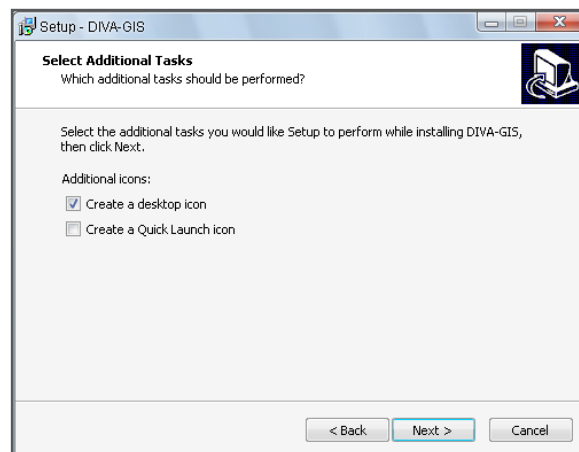 Setup - DIVA-GIS
Select Additional Tasks
Which additional tasks should be performed?
Select the additional tasks you would like Setup to perform while installing DIVA-GIS,
then click Next.
Additional icons:
Create a desktop icon
Create a Quick Launch icon
< Back Next > Cancel